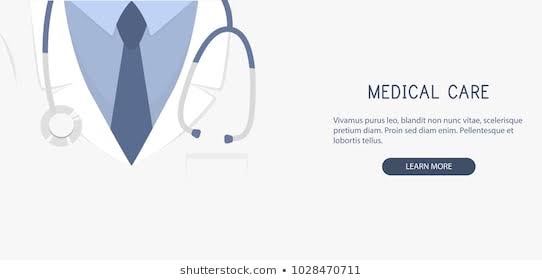 MEDICAL CARE
Vivamus purus leo, blandit non nunc vitae, scelerisque
pretium diam. Proin sed diam enim. Pellentesque et
lobortis tellus.
LEARN MORE
shutterstock.com • 1028470711